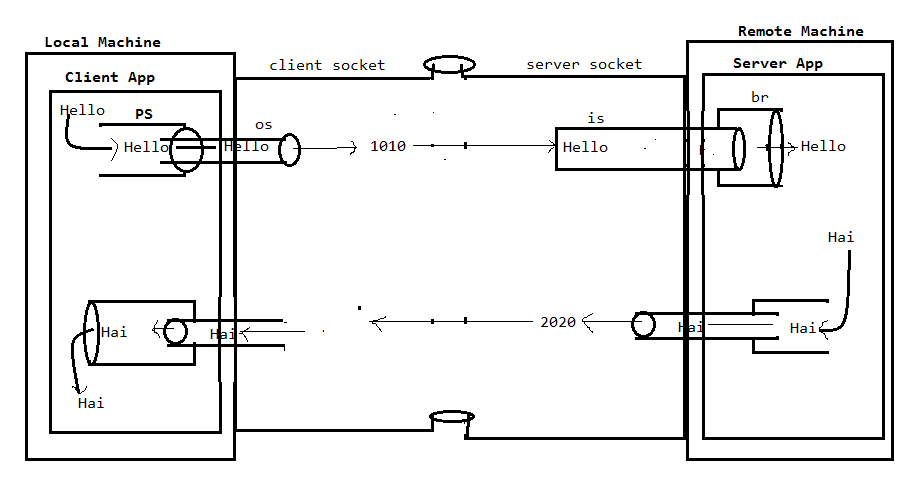 Remote Machine
Local Machine
client socket
server socket
Server App
Client App
br
Hello
PS
os
is
Hello
Hello
1010
Hello
Hello
Hai
2020
Hai
Hai
Hai
Hai
Hai